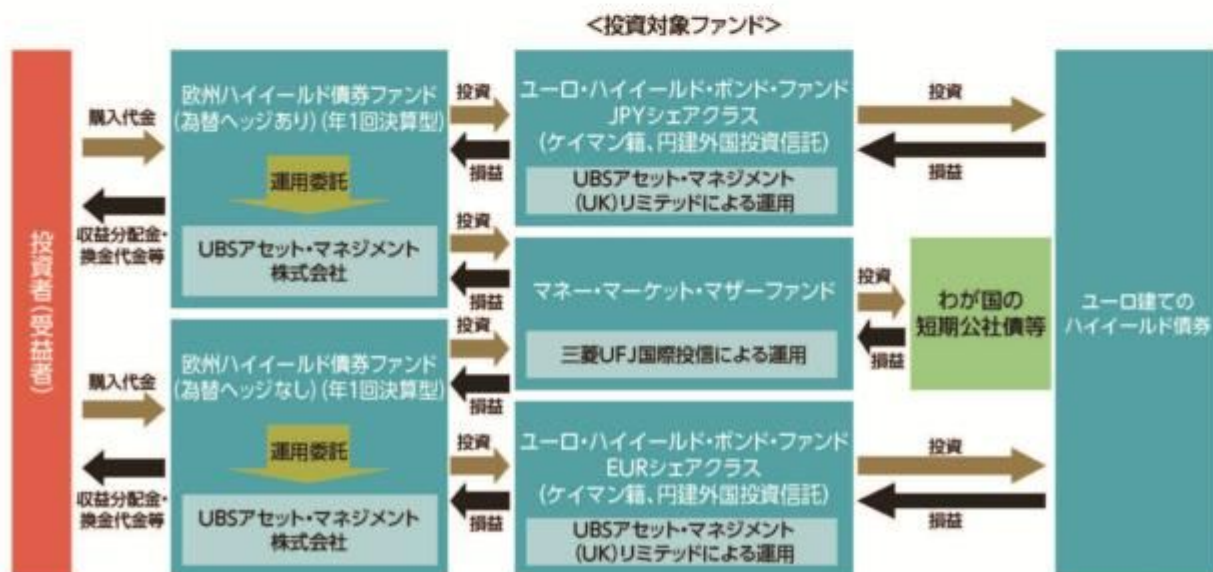 <投資対象ファンド>
投資者(受益者)
購入代金
収益分配金・
換金代金等
欧州ハイイールド債券ファンド
(為替ヘッジあり)(年1回決算型)
運用委託
UBSアセット・マネジメント
株式会社
投資
損益
ユーロ・ハイイールド・ボンド・ファンド
JPYシェアクラス
(ケイマン籍、円建外国投資信託)
UBSアセット・マネジメント
(UK)リミテッドによる運用
投資
損益
投資
損益
マネー・マーケット・マザーファンド
三菱UFJ国際投信による運用
投資
損益
わが国の
短期公社債等
ユーロ建ての
ハイイールド債券
購入代金
収益分配金・
換金代金等
欧州ハイイールド債券ファンド
(為替ヘッジなし)(年1回決算型)
運用委託
UBSアセット・マネジメント
株式会社
投資
損益
投資
損益
ユーロ・ハイイールド・ボンド・ファンド
EURシェアクラス
(ケイマン籍、円建外国投資信託)
UBSアセット・マネジメント
(UK)リミテッドによる運用
投資
損益